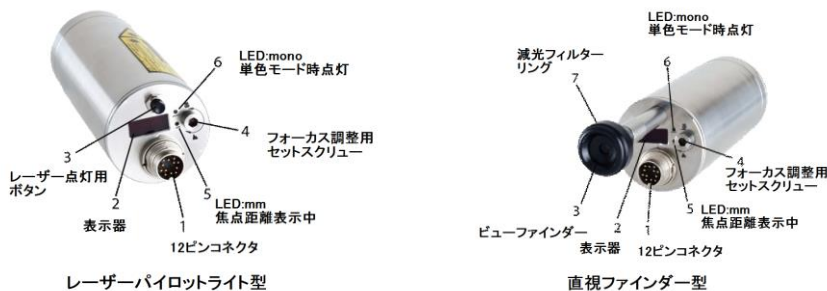 LED:mono
単色モード時点灯
6
4
フォーカス調整用
セットスクリュー
3
レーザー点灯用
ボタン
2
表示器
5
LED:mm
焦点距離表示中
1
12ピンコネクタ
レーザーパイロットライト型
LED:mono
単色モード時点灯
減光フィルター
リング
7
6
4
フォーカス調整用
セットスクリュー
5
LED:mm
焦点距離表示中
3
ビューファインダー
2
表示器
1
12ピンコネクタ
直視ファインダー型